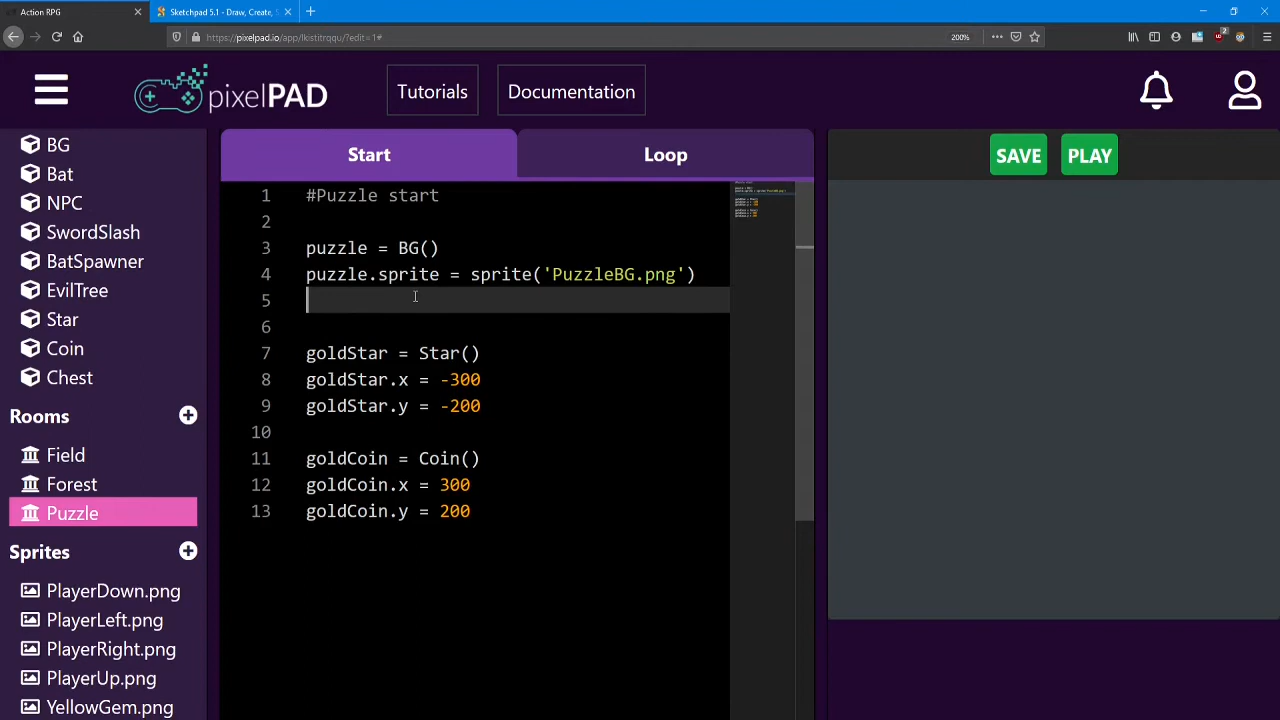 Action RPG
Sketchpad 5.1 - Draw, Create, S
https://pixelpad.io/app/lkistitrqqu/?edit=1#
200%
2
pixelPAD
Tutorials
Documentation
BG
Bat
NPC
SwordSlash
BatSpawner
EvilTree
Star
Coin
Chest
Rooms
Field
Forest
Puzzle
Sprites
PlayerDown.png
PlayerLeft.png
PlayerRight.png
PlayerUp.png
YellowGem.png
Start
Loop
1 #Puzzle start
2
3 puzzle = BG()
4 puzzle.sprite = sprite('PuzzleBG.png')
5
6
7 goldStar = Star()
8 goldStar.x = -300
9 goldStar.y = -200
10
11 goldCoin = Coin()
12 goldCoin.x = 300
13 goldCoin.y = 200
SAVE
PLAY